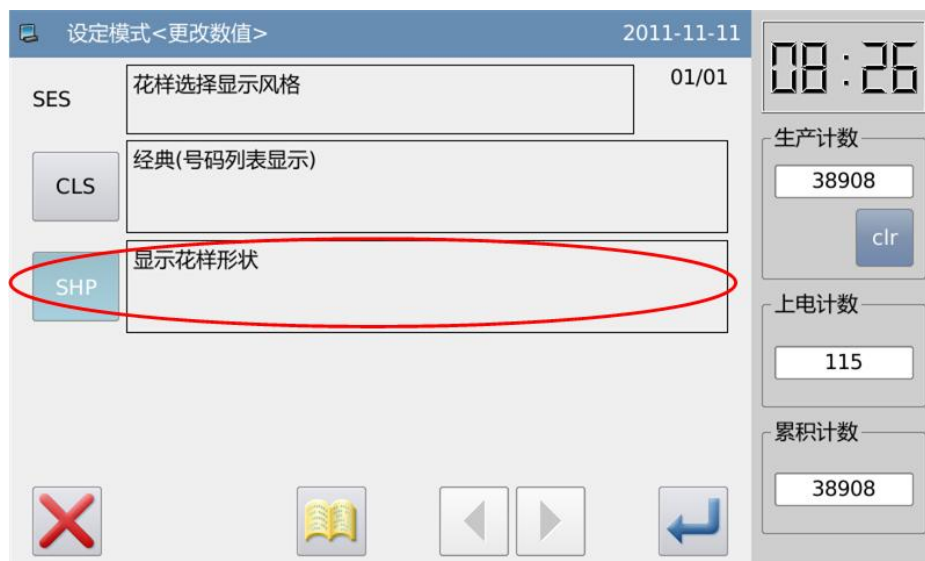 设定模式<更改数值> 2011-11-11
SES 花样选择显示风格 01/01
CLS 经典(号码列表显示)
SHP 显示花样形状
08:26
生产计数
38908
clr
上电计数
115
累积计数
38908